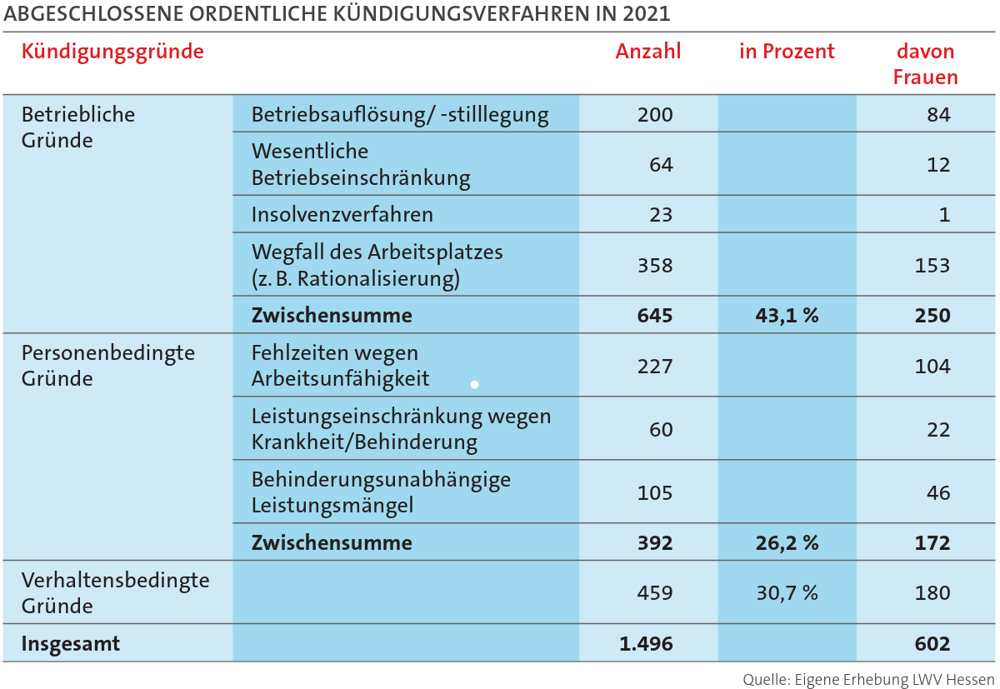 ABGESCHLOSSENE ORDENTLICHE KÜNDIGUNGSVERFAHREN IN 2021
Kündigungsgründe Anzahl in Prozent davon
Frauen
Betriebliche
Gründe
Betriebsauflösung/ -stilllegung 200 84
Wesentliche
Betriebseinschränkung 64 12
Insolvenzverfahren 23 1
Wegfall des Arbeitsplatzes
(z. B. Rationalisierung) 358 153
Zwischensumme 645 43,1 % 250
Personenbedingte
Gründe
Fehlzeiten wegen
Arbeitsunfähigkeit 227 104
Leistungseinschränkung wegen
Krankheit/Behinderung 60 22
Behinderungsunabhängige
Leistungsmängel 105 46
Zwischensumme 392 26,2 % 172
Verhaltensbedingte
Gründe 459 30,7 % 180
Insgesamt 1.496 602
Quelle: Eigene Erhebung LWV Hessen